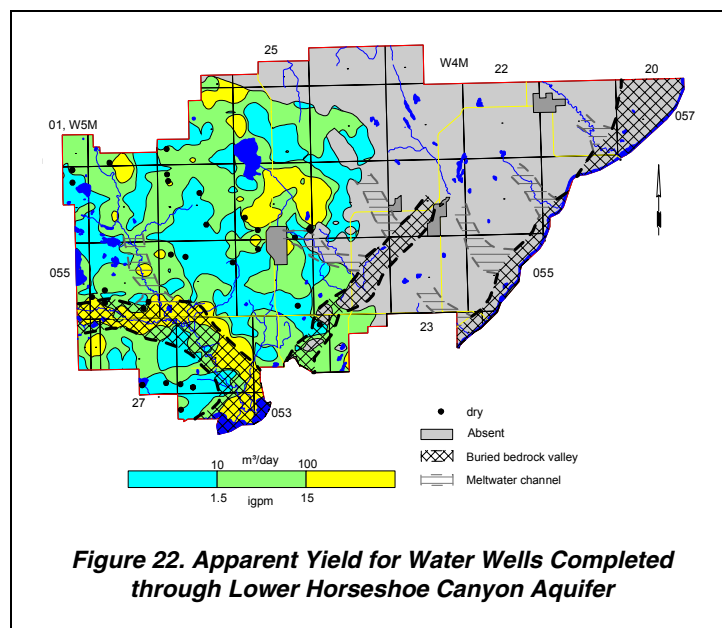 25
W4M
22
20
01, W5M
057
055
055
23
27
053
dry
Absent
Buried bedrock valley
Meltwater channel
10 m³/day 100
1.5 igpm 15
Figure 22. Apparent Yield for Water Wells Completed
through Lower Horseshoe Canyon Aquifer